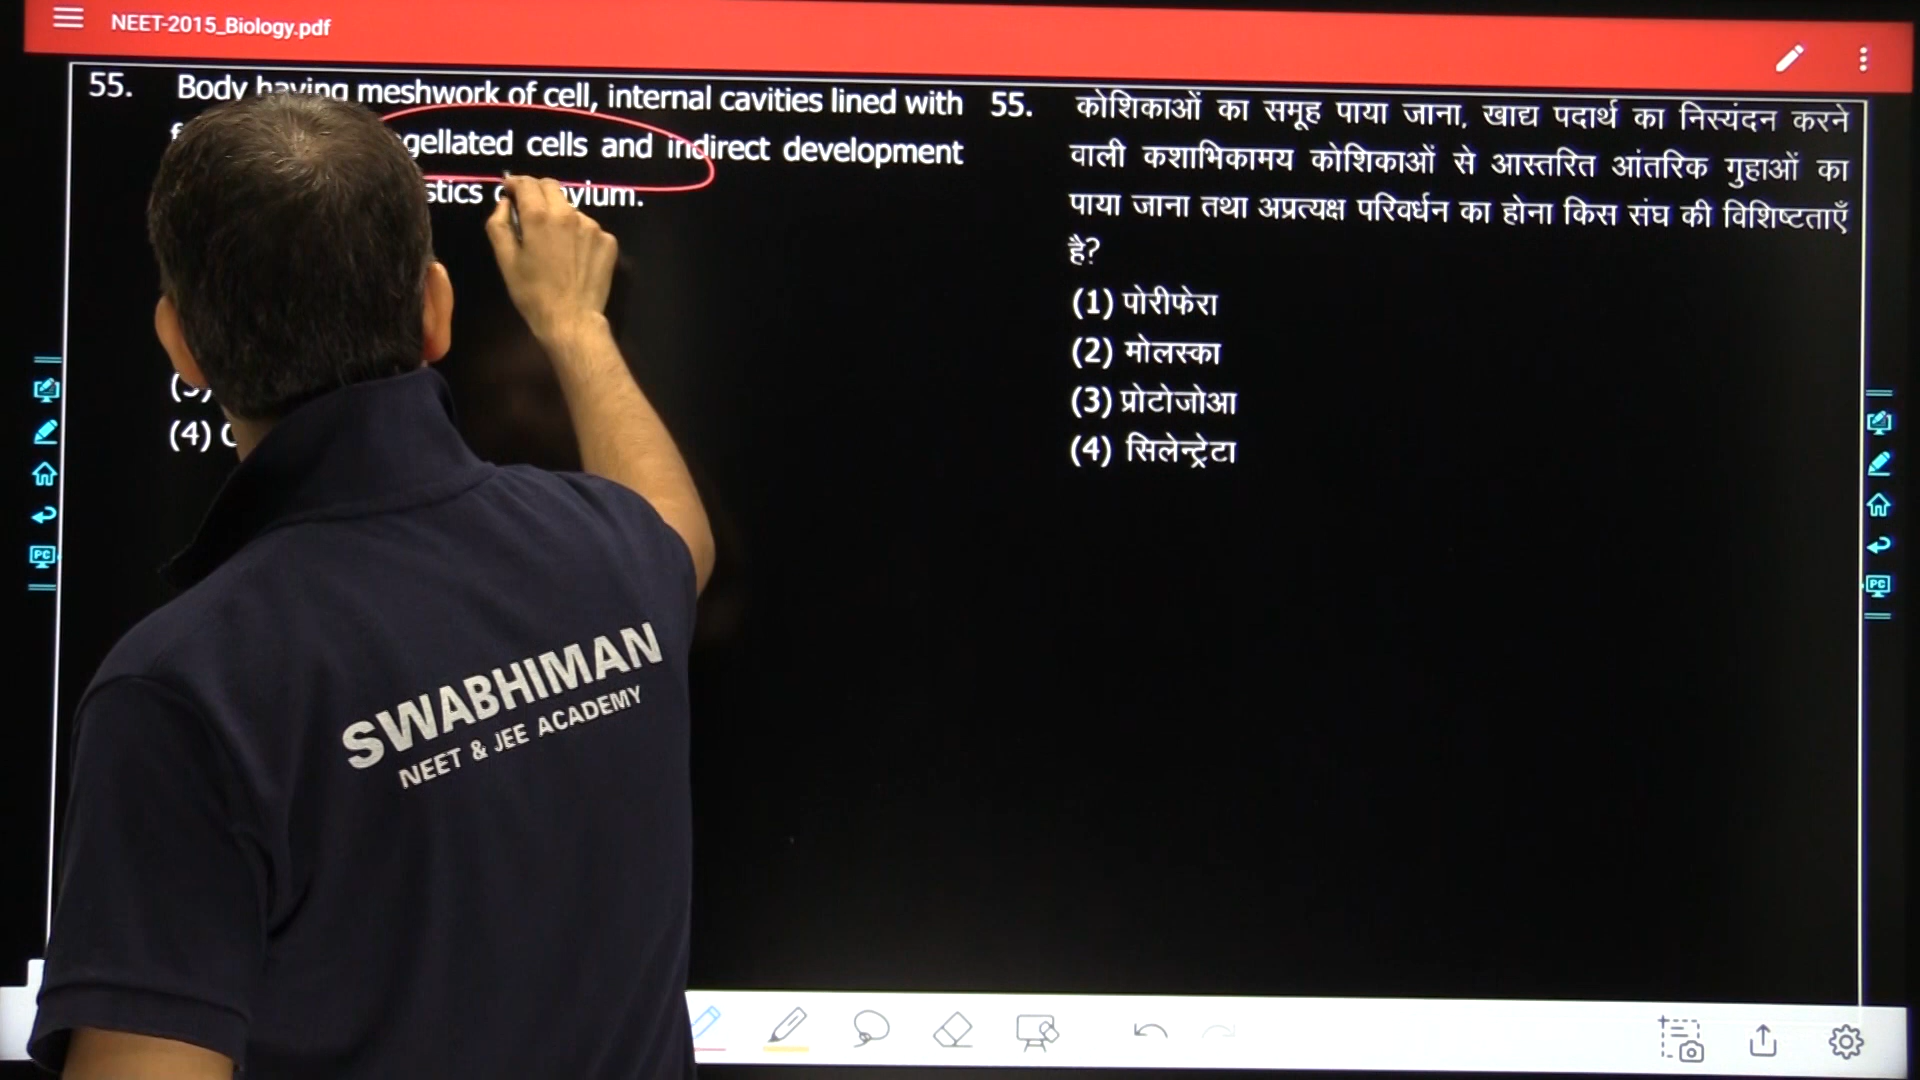 NEET-2015_Biology.pdf
55. Body having meshwork of cell, internal cavities lined with
gellated cells and indirect development
stics
(4)
55. कोशिकाओं का समूह पाया जाना, खाद्य पदार्थ का निस्यंदन करने
वाली कशाभिकामय कोशिकाओं से आस्तरित आंतरिक गुहाओं का
पाया जाना तथा अप्रत्यक्ष परिवर्धन का होना किस संघ की विशिष्टताएँ
है?
(1) पोरीफेरा
(2) मोलस्का
(3) प्रोटोजोआ
(4) सिलेन्ट्रेटा
SWABHIMAN
NEET & JEE ACADEMY
PC
PC